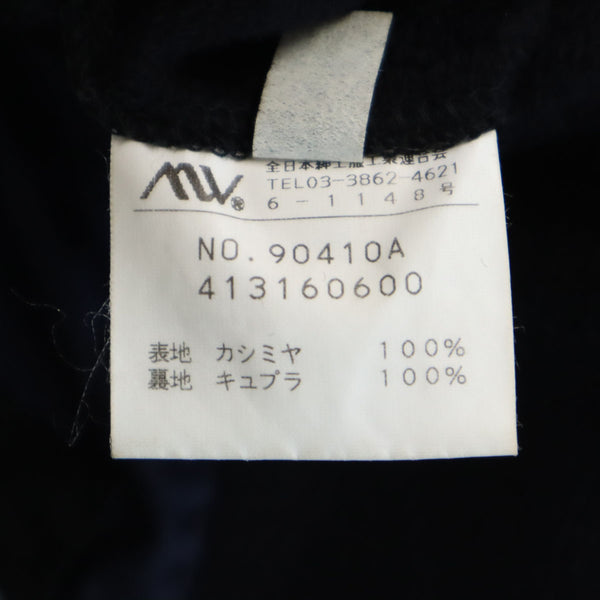 MW®
全日本紳士服工業連合会
TEL03-3862-4621
6-1148号
NO.90410A
413160600
表地 カシミヤ 100%
裏地 キュプラ 100%